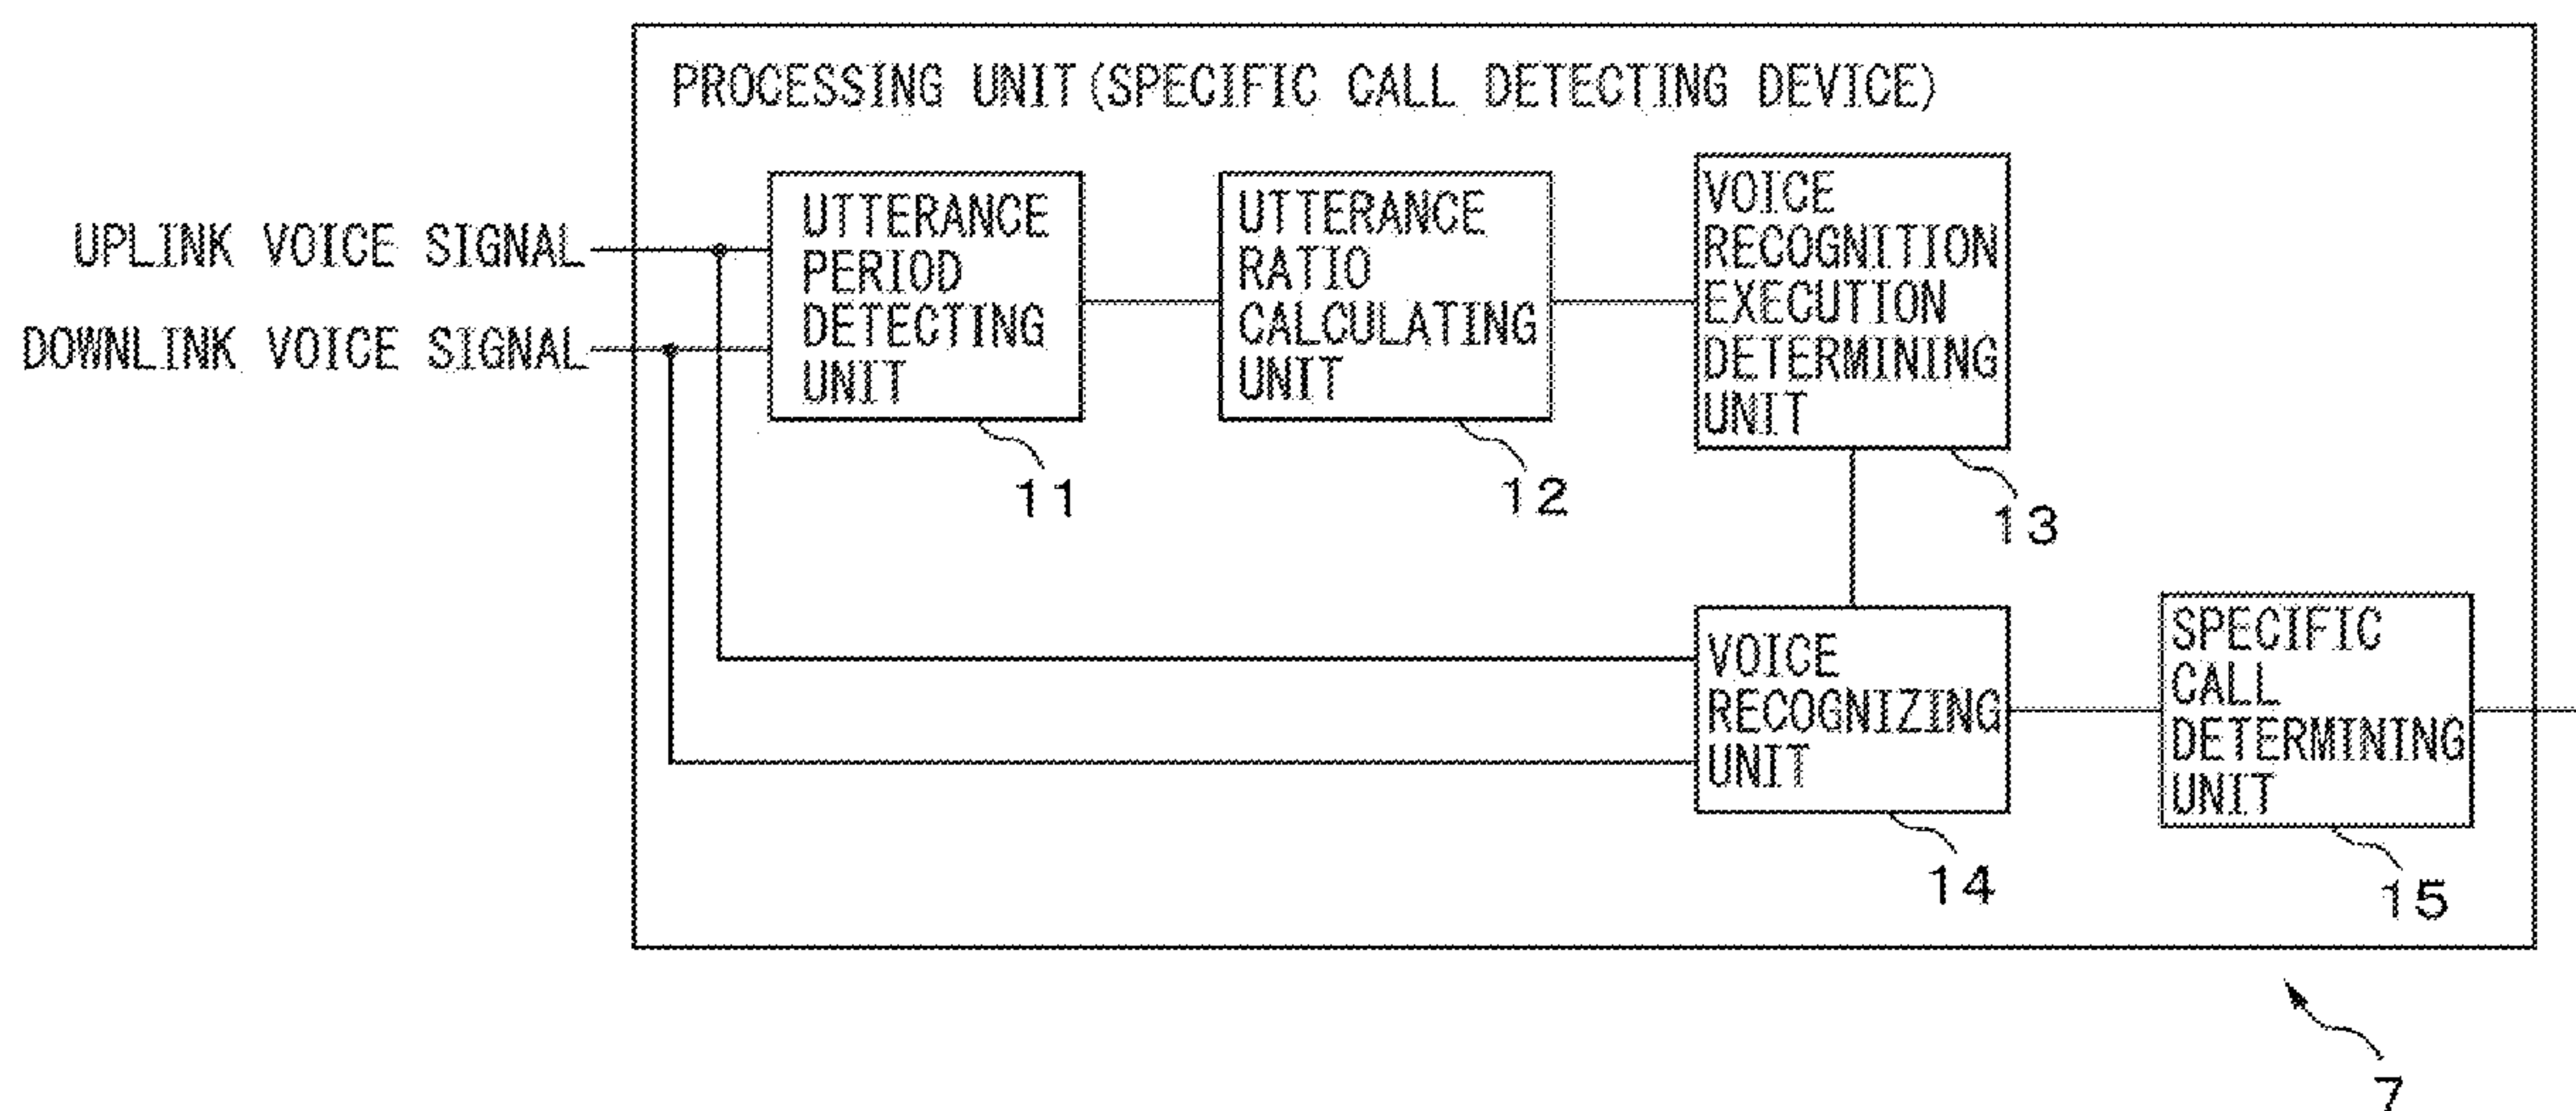 PROCESSING UNIT(SPECIFIC CALL DETECTING DEVICE)
UPLINK VOICE SIGNAL
DOWNLINK VOICE SIGNAL
UTTERANCE
PERIOD
DETECTING
UNIT
11
UTTERANCE
RATIO
CALCULATING
UNIT
12
VOICE
RECOGNITION
EXECUTION
DETERMINING
UNIT
13
VOICE
RECOGNIZING
UNIT
14
SPECIFIC
CALL
DETERMINING
UNIT
15
7